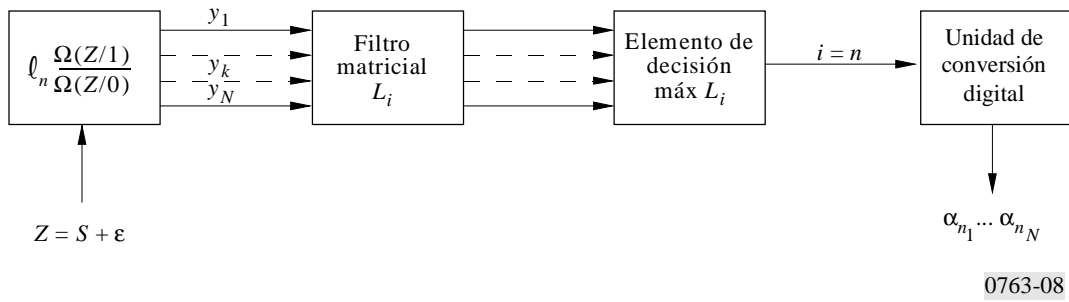 ℓn Ω(Z/1)
Ω(Z/0)
y1
yk
yN
Filtro
matricial
Li
Elemento de
decisión
máx Li
i = n
Unidad de
conversión
digital
Z = S + ε
αn1... αnN
0763-08